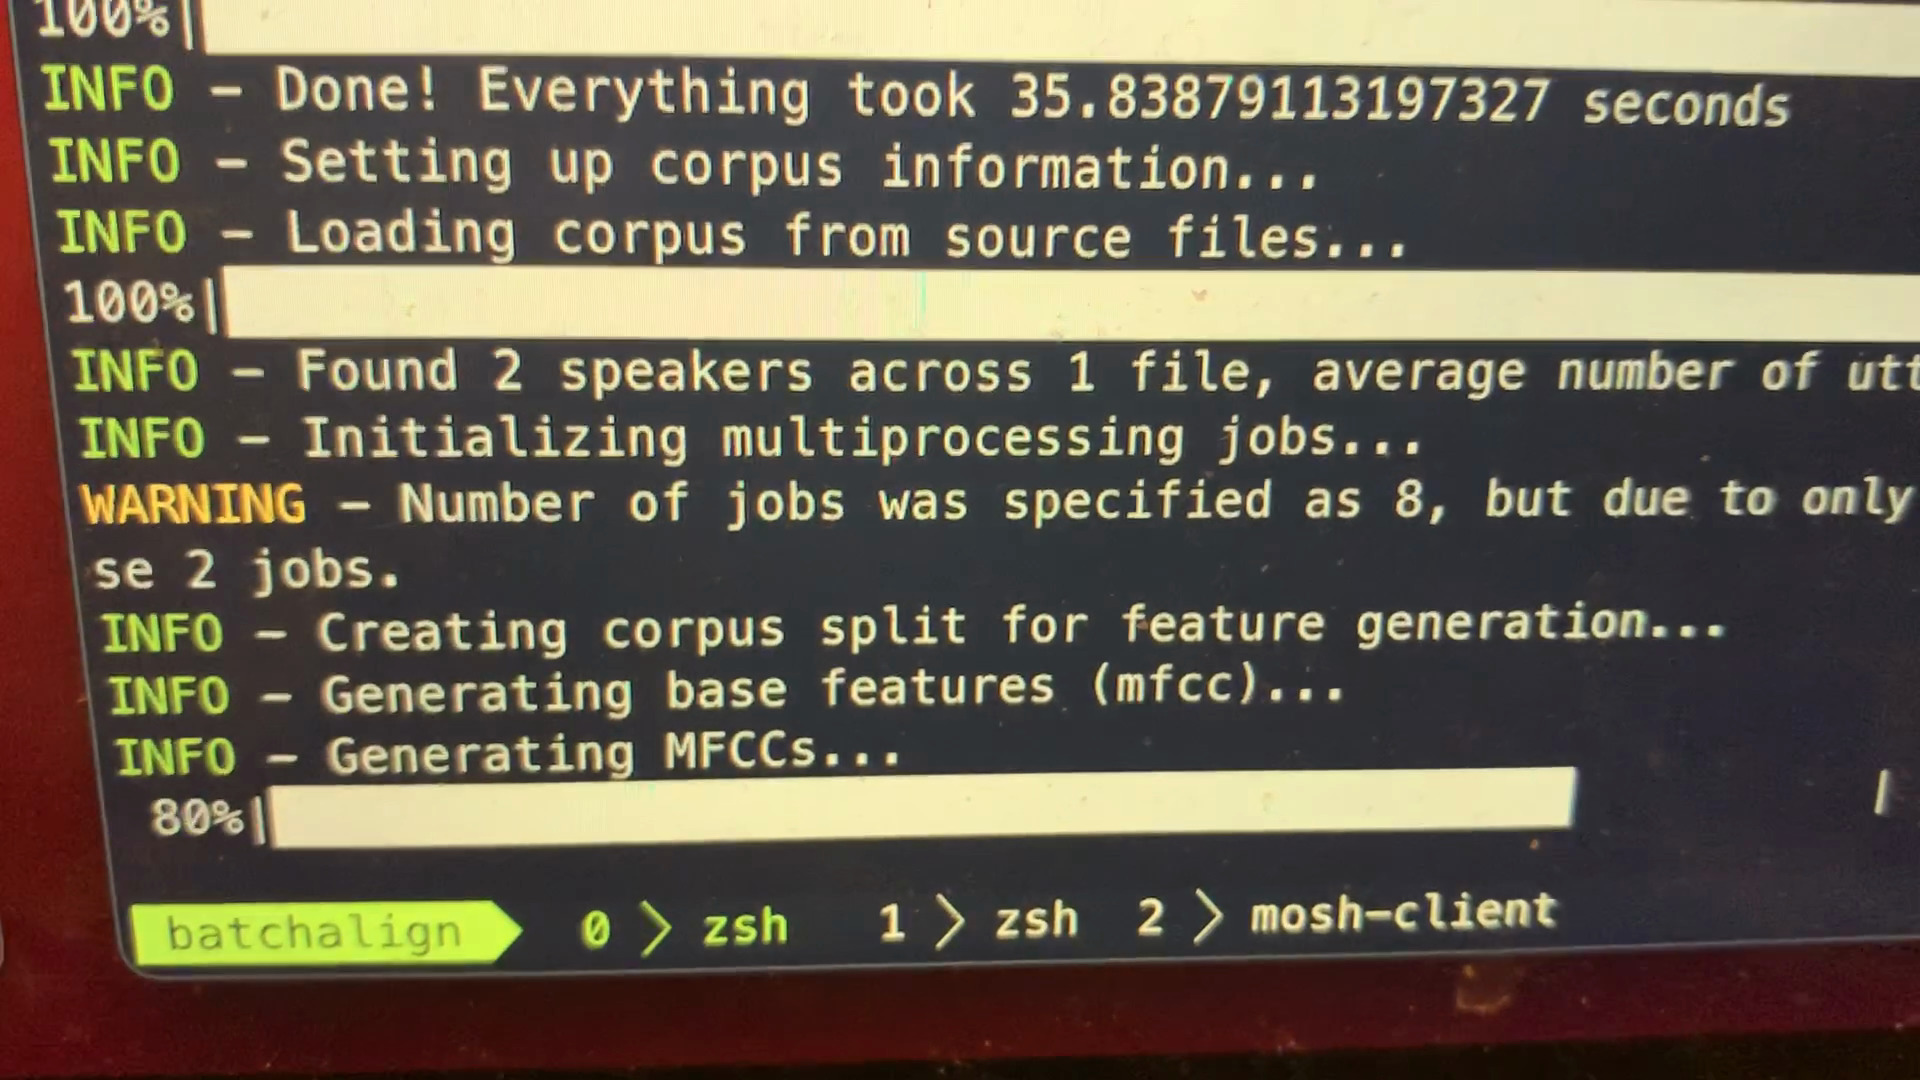 100%|
INFO – Done! Everything took 35.83879113197327 seconds
INFO – Setting up corpus information...
INFO – Loading corpus from source files...
100%|
INFO – Found 2 speakers across 1 file, average number of utt
INFO – Initializing multiprocessing jobs...
WARNING – Number of jobs was specified as 8, but due to only
se 2 jobs.
INFO – Creating corpus split for feature generation...
INFO – Generating base features (mfcc)...
INFO – Generating MFCCs...
80%| |
batchalign 0 > zsh 1 > zsh 2 > mosh-client